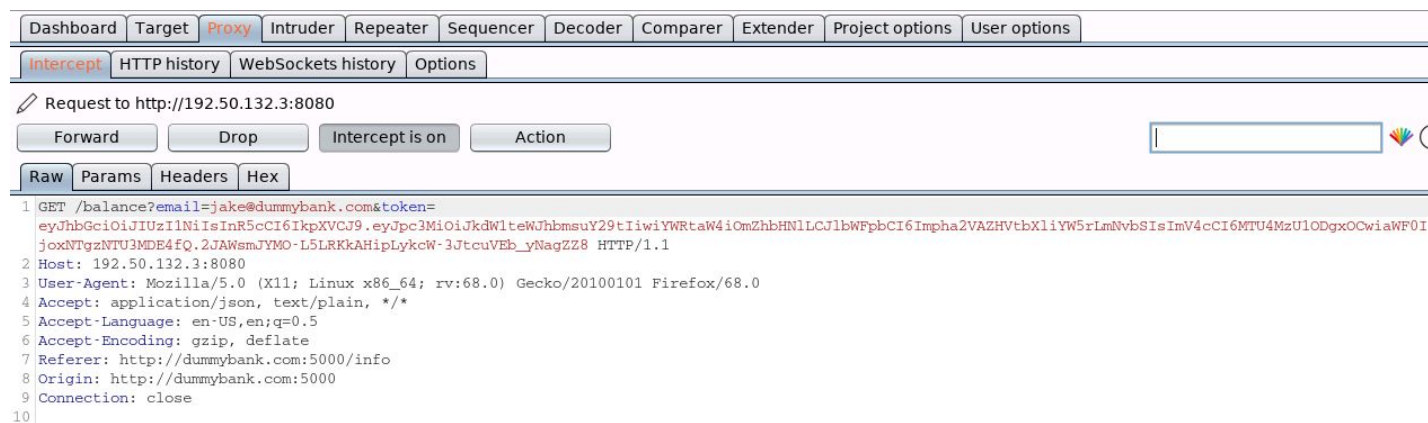 Dashboard Target Proxy Intruder Repeater Sequencer Decoder Comparer Extender Project options User options
Intercept HTTP history WebSockets history Options
Request to http://192.50.132.3:8080
Forward Drop Intercept is on Action
Raw Params Headers Hex
1 GET /balance?email=jake@dummybank.com&token=
eyJhbGciOiJIUzI1NiIsInR5cCI6IkpXVCJ9.eyJpc3MiOiJkdW1teWJhbmsuY29tIiwiYWRtaW4iOmZhbHNlLCJlbWFpbCI6Impha2VAZHVtbXliYW5rLmNvbSIsImV4cCI6MTU4MzU1ODgxOCwiaWF0I
joxNTgzNTU3MDE4fQ.2JAWsmJYMO-L5LRKkAHipLykcW-3JtcuVEb_yNagZZ8 HTTP/1.1
2 Host: 192.50.132.3:8080
3 User-Agent: Mozilla/5.0 (X11; Linux x86_64; rv:68.0) Gecko/20100101 Firefox/68.0
4 Accept: application/json, text/plain, */*
5 Accept-Language: en-US,en;q=0.5
6 Accept-Encoding: gzip, deflate
7 Referer: http://dummybank.com:5000/info
8 Origin: http://dummybank.com:5000
9 Connection: close
10